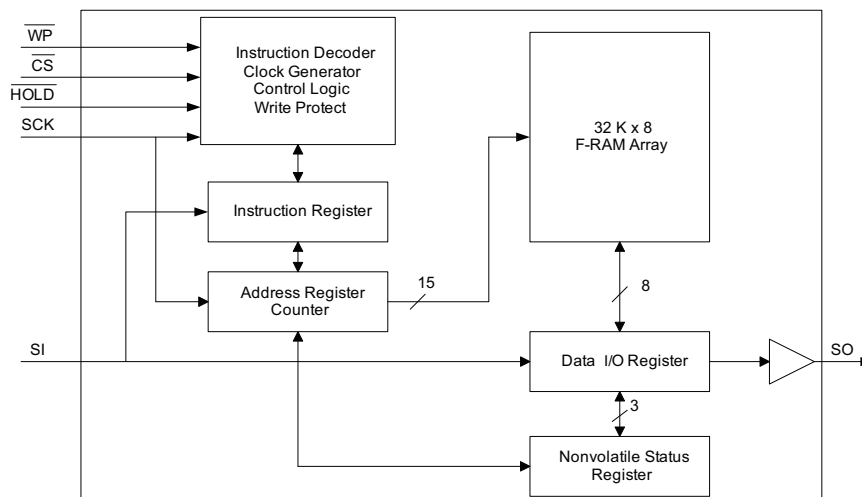 WP
CS
HOLD
SCK
Instruction Decoder
Clock Generator
Control Logic
Write Protect
32 K x 8
F-RAM Array
Instruction Register
Address Register
Counter
15
8
SI
Data I/O Register
SO
3
Nonvolatile Status
Register